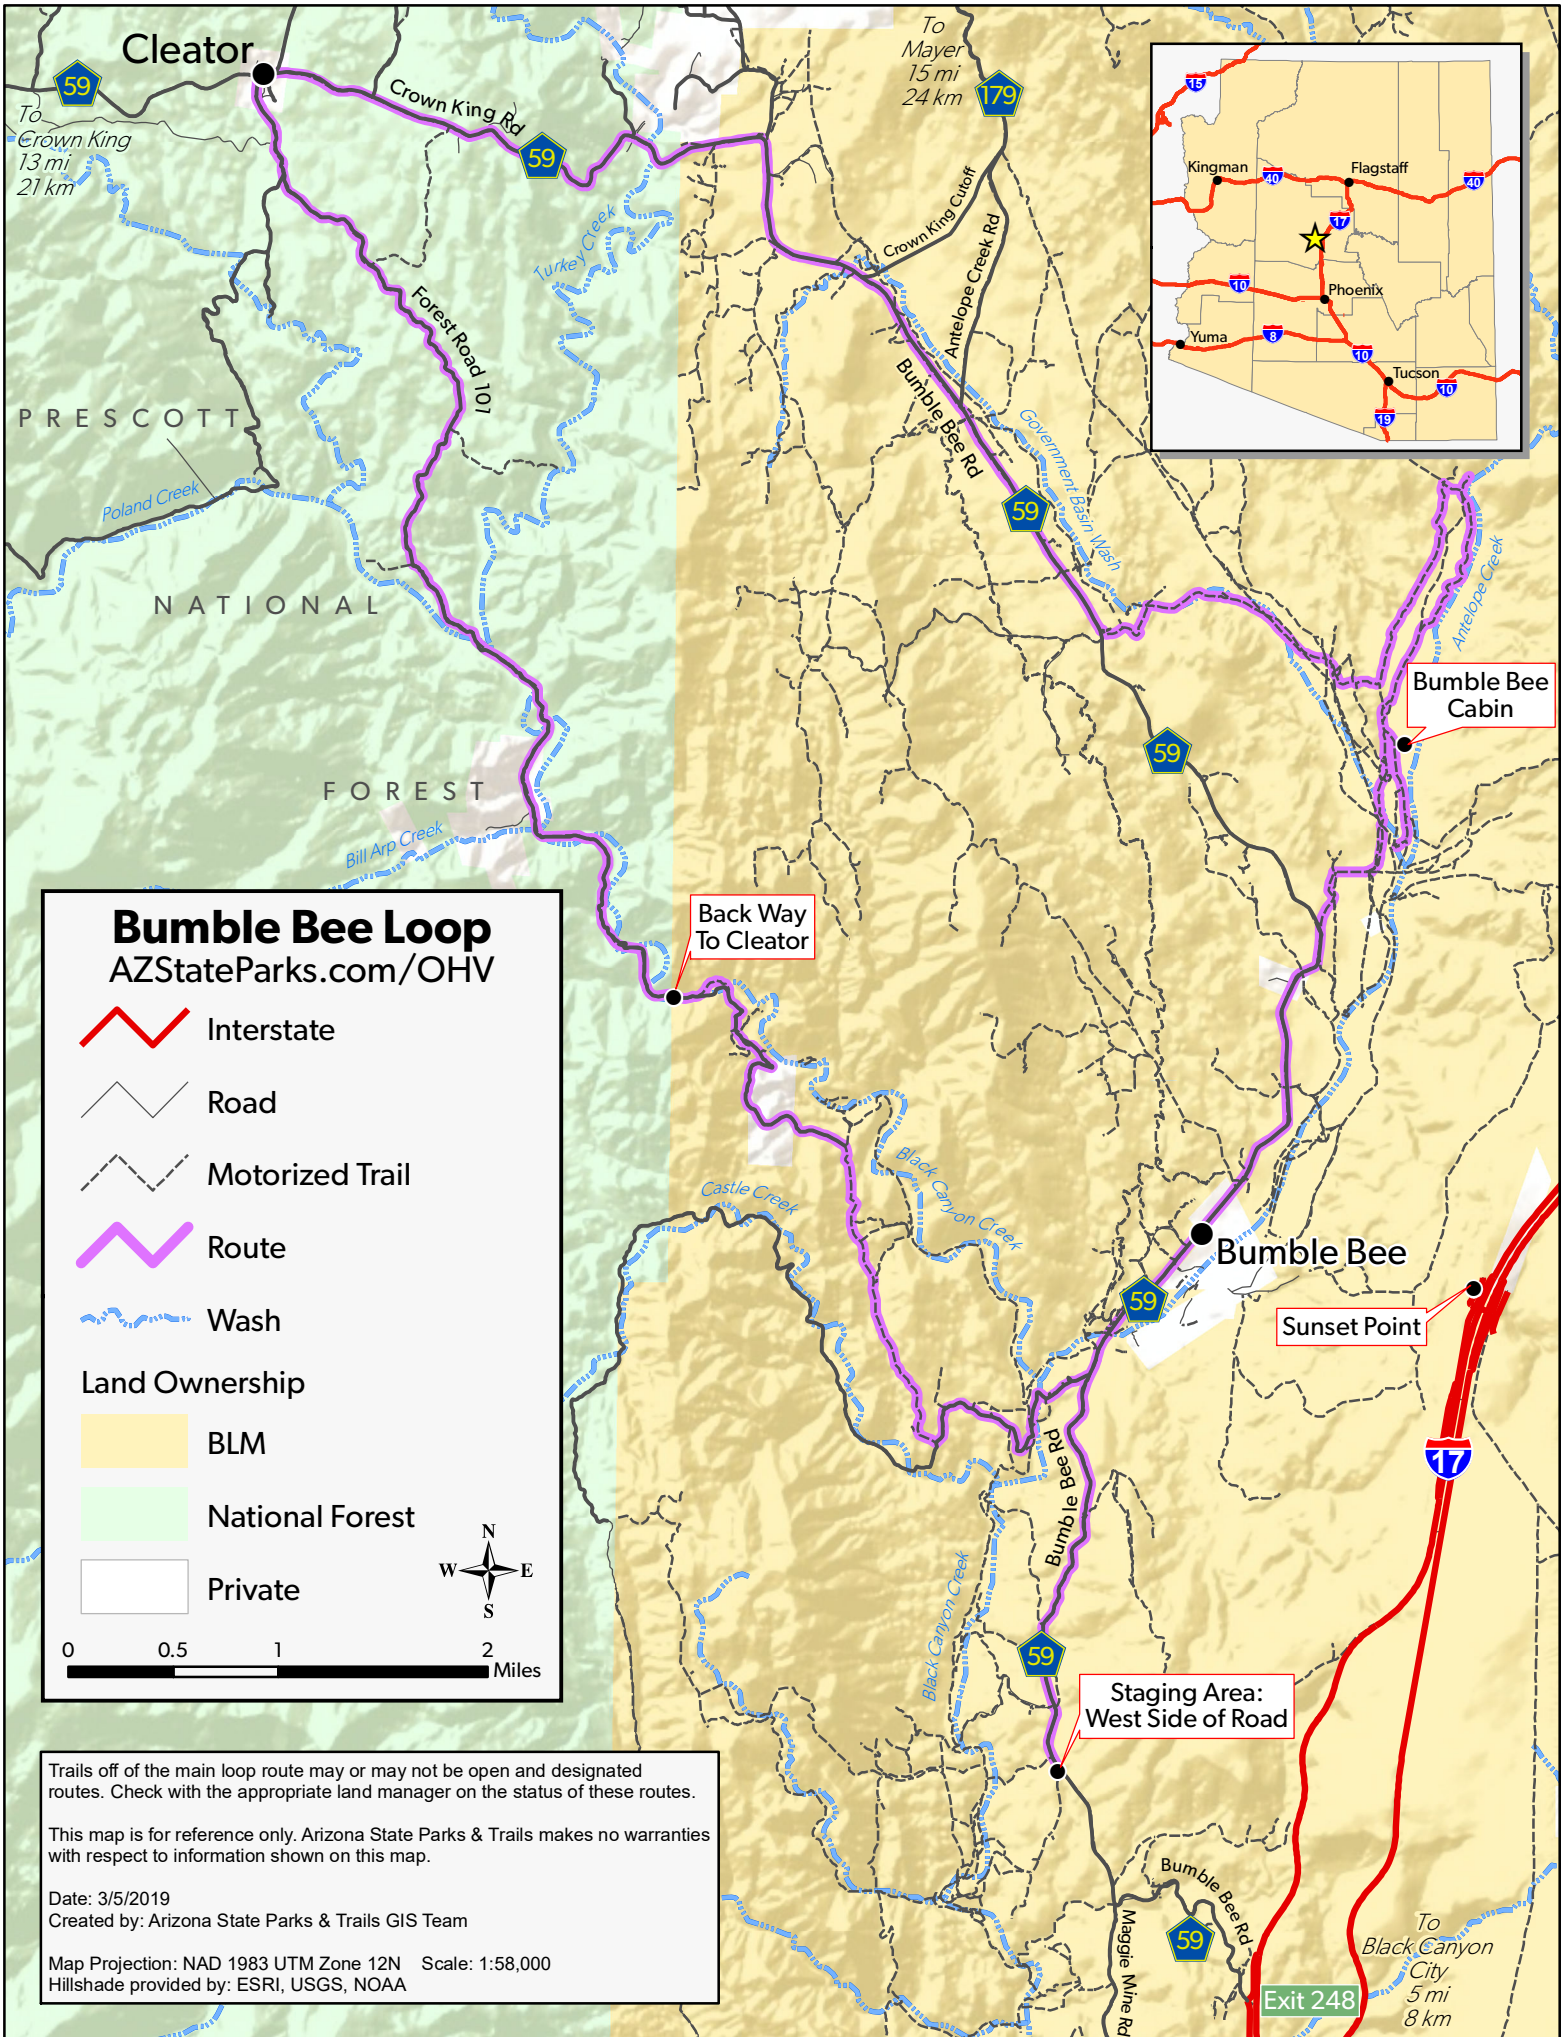 Cleator
59
To
Crown King
13 mi
21 km
Crown King Rd
59
To
Mayer
15 mi
24 km
179
Crown King Cutoff
Antelope Creek Rd
Turkey Creek
Forest Road 101
Bumble Bee Rd
Government Basin Wash
59
PRESCOTT
Poland Creek
NATIONAL
FOREST
Bill Arp Creek
15
Kingman
40
Flagstaff
40
17
10
Phoenix
Yuma
8
10
Tucson
10
19
Antelope Creek
Bumble Bee
Cabin
59
Back Way
To Cleator
Black Canyon Creek
Castle Creek
Bumble Bee
59
Sunset Point
17
Bumble Bee Rd
Black Canyon Creek
59
Staging Area:
West Side of Road
Bumble Bee Rd
59
Maggie Mine Rd
Exit 248
To
Black Canyon
City
5 mi
8 km
Bumble Bee Loop
AZStateParks.com/OHV
Interstate
Road
Motorized Trail
Route
Wash
Land Ownership
BLM
National Forest
Private
N
W E
S
0 0.5 1 2
Miles
Trails off of the main loop route may or may not be open and designated
routes. Check with the appropriate land manager on the status of these routes.
This map is for reference only. Arizona State Parks & Trails makes no warranties
with respect to information shown on this map.
Date: 3/5/2019
Created by: Arizona State Parks & Trails GIS Team
Map Projection: NAD 1983 UTM Zone 12N Scale: 1:58,000
Hillshade provided by: ESRI, USGS, NOAA